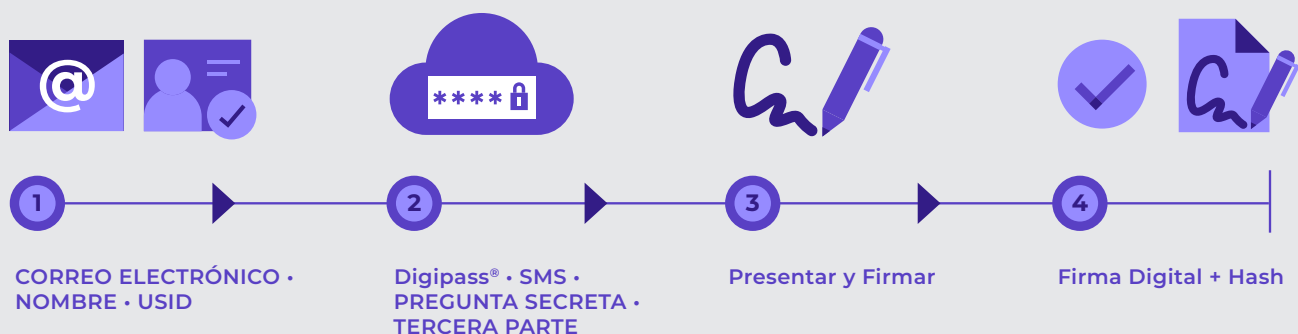 @
****
1
2
3
4
CORREO ELECTRÓNICO •
NOMBRE • USID
Digipass® • SMS •
PREGUNTA SECRETA •
TERCERA PARTE
Presentar y Firmar
Firma Digital + Hash